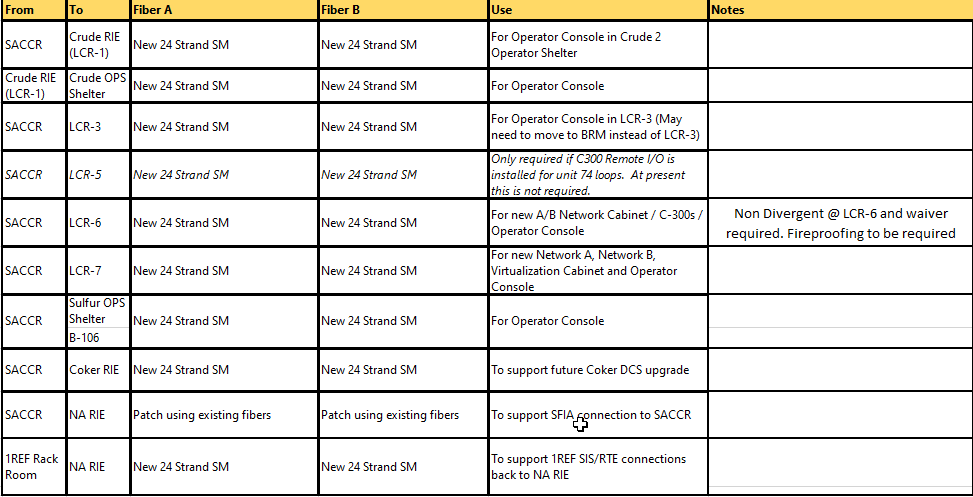 From To Fiber A Fiber B Use Notes
SACCR Crude RIE (LCR-1) New 24 Strand SM New 24 Strand SM For Operator Console in Crude 2 Operator Shelter
Crude RIE (LCR-1) Crude OPS Shelter New 24 Strand SM New 24 Strand SM For Operator Console
SACCR LCR-3 New 24 Strand SM New 24 Strand SM For Operator Console in LCR-3 (May need to move to BRM instead of LCR-3)
SACCR LCR-5 New 24 Strand SM New 24 Strand SM Only required if C300 Remote I/O is installed for unit 74 loops. At present this is not required.
SACCR LCR-6 New 24 Strand SM New 24 Strand SM For new A/B Network Cabinet / C-300s / Operator Console Non Divergent @ LCR-6 and waiver required. Fireproofing to be required
SACCR LCR-7 New 24 Strand SM New 24 Strand SM For new Network A, Network B, Virtualization Cabinet and Operator Console
SACCR Sulfur OPS Shelter B-106 New 24 Strand SM New 24 Strand SM For Operator Console
SACCR Coker RIE New 24 Strand SM New 24 Strand SM To support future Coker DCS upgrade
SACCR NA RIE Patch using existing fibers Patch using existing fibers To support SFIA connection to SACCR
1REF Rack Room NA RIE New 24 Strand SM New 24 Strand SM To support 1REF SIS/RTE connections back to NA RIE